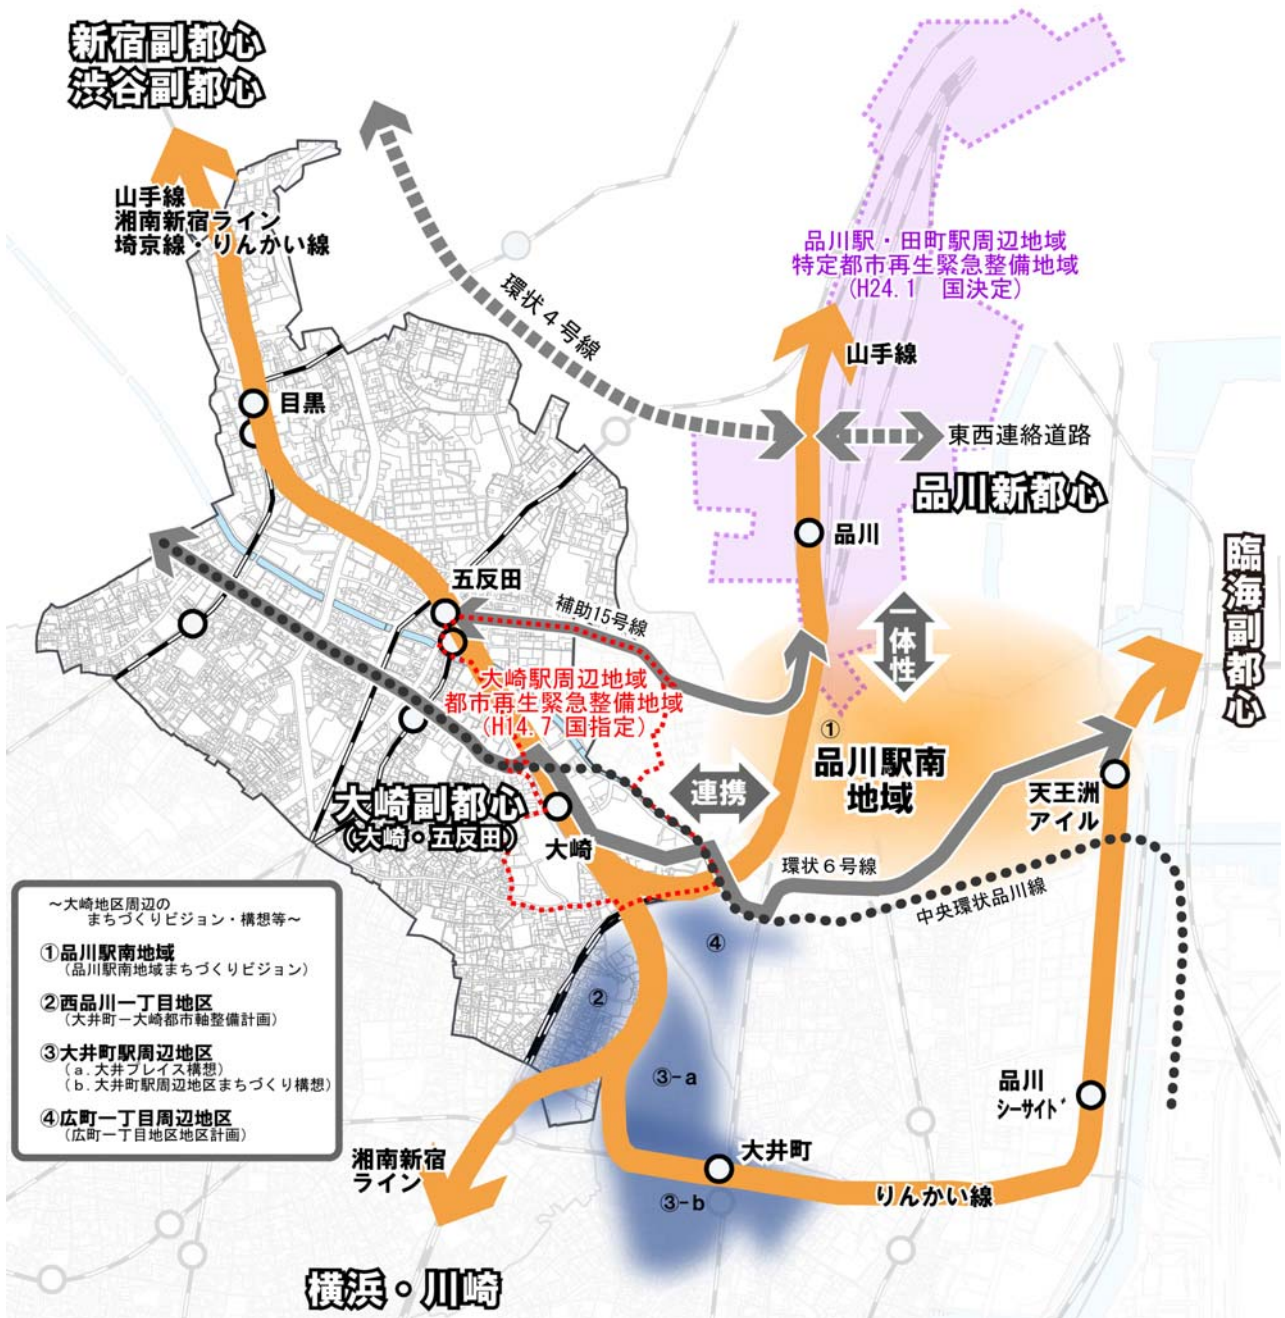 新宿副都心
渋谷副都心
山手線
湘南新宿ライン
埼京線・りんかい線
環状４号線
品川駅・田町駅周辺地域
特定都市再生緊急整備地域
(H24.1　国決定)
山手線
目黒
東西連絡道路
品川新都心
品川
臨海副都心
五反田
補助15号線
一体性
大崎駅周辺地域
都市再生緊急整備地域
(H14.7 国指定)
①
品川駅南
地域
連携
天王洲
アイル
大崎副都心
(大崎・五反田)
大崎
環状６号線
中央環状品川線
～大崎地区周辺の
まちづくりビジョン・構想等～
①品川駅南地域
(品川駅南地域まちづくりビジョン)
②西品川一丁目地区
(大井町－大崎都市軸整備計画)
③大井町駅周辺地区
(ａ.大井プレイス構想)
(ｂ.大井町駅周辺地区まちづくり構想)
④広町一丁目周辺地区
(広町一丁目地区地区計画)
④
②
③-a
品川
シーサイド
大井町
湘南新宿
ライン
③-b
りんかい線
横浜・川崎